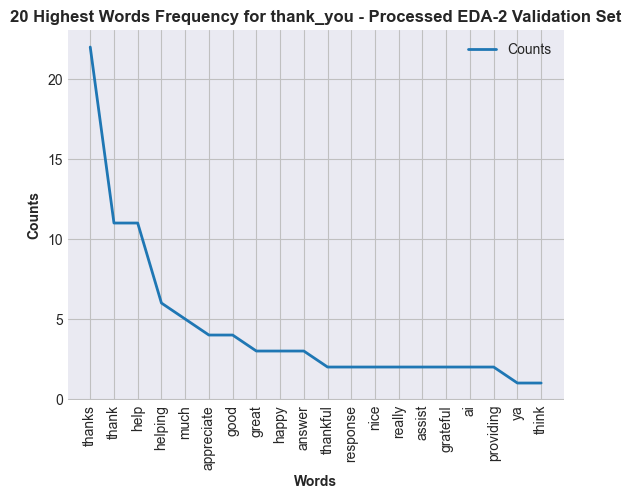 20 Highest Words Frequency for thank_you - Processed EDA-2 Validation Set
Counts
20
15
10
5
0
Counts
thanks
thank
help
helping
much
appreciate
good
great
happy
answer
thankful
response
nice
really
assist
grateful
ai
providing
ya
think
Words